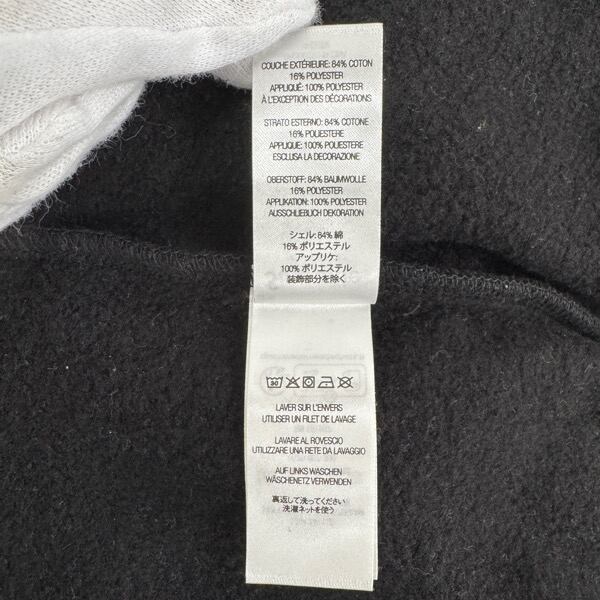 COUCHE EXTÉRIEURE: 84% COTON
16% POLYESTER
APPLIQUÉ: 100% POLYESTER
À L'EXCEPTION DES DÉCORATIONS
STRATO ESTERNO: 84% COTONE
16% POLIESTERE
APPLIQUE: 100% POLIESTERE
ESCLUSA LA DECORAZIONE
OBERSTOFF: 84% BAUMWOLLE
16% POLYESTER
APPLIKATION: 100% POLYESTER
AUSSCHLIEBLICH DEKORATION
シェル: 84% 綿
16% ポリエステル
アップリケ:
100% ポリエステル
装飾部分を除く
30
LAVER SUR L'ENVERS
UTILISER UN FILET DE LAVAGE
LAVARE AL ROVESCIO
UTILIZZARE UNA RETE DA LAVAGGIO
AUF LINKS WASCHEN
WÄSCHENETZ VERWENDEN
裏返して洗ってください
洗濯ネットを使う